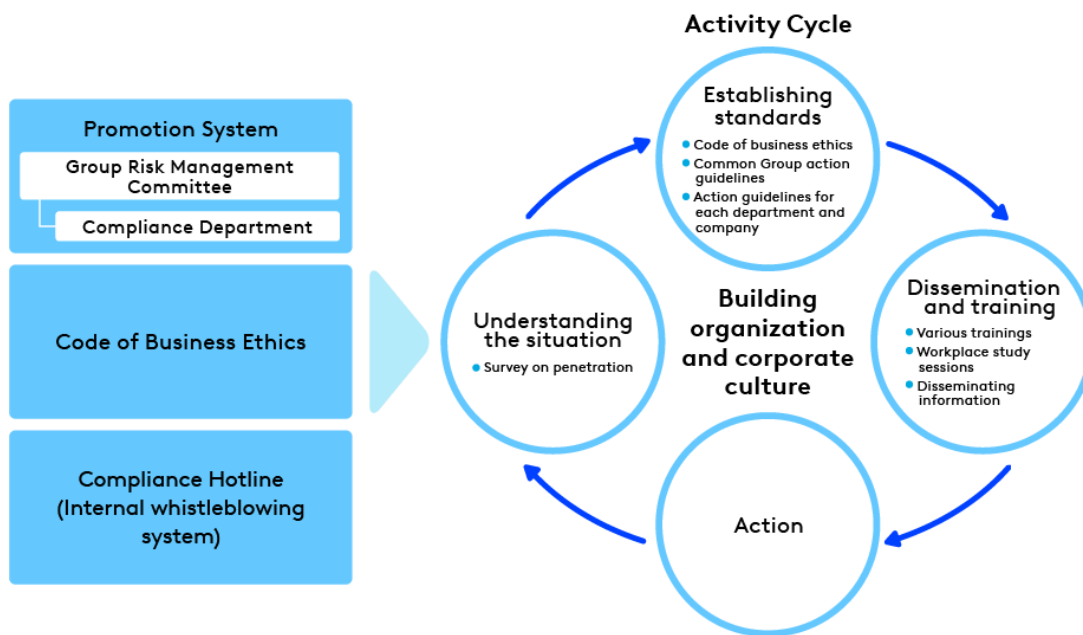 Promotion System
Group Risk Management
Committee
Compliance Department
Code of Business Ethics
Compliance Hotline
(Internal whistleblowing
system)
Activity Cycle
Establishing
standards
Code of business ethics
Common Group action
guidelines
Action guidelines for
each department and
company
Dissemination
and training
Various trainings
Workplace study
sessions
Disseminating
information
Action
Understanding
the situation
Survey on penetration
Building
organization
and corporate
culture